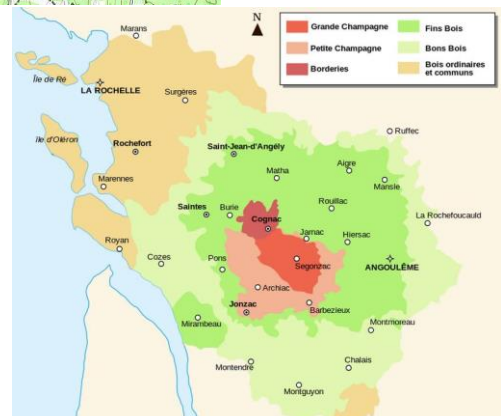 N
Grande Champagne
Petite Champagne
Borderies
Fins Bois
Bons Bois
Bois ordinaires
et communs
Marans
Île de Ré
LA ROCHELLE
Surgères
Ile d'Oléron
Rochefort
Marennes
Saint-Jean-d'Angély
Ruffec
Aigre
Matha
Mansle
Saintes
Burie
Rouillac
La Rochefoucauld
Cognac
Jarnac
Hiersac
Royan
Cozes
Pons
Segonzac
ANGOULÊME
Archiac
Jonzac
Barbezieux
Mirambeau
Montmoreau
Montendre
Chalais
Montguyon